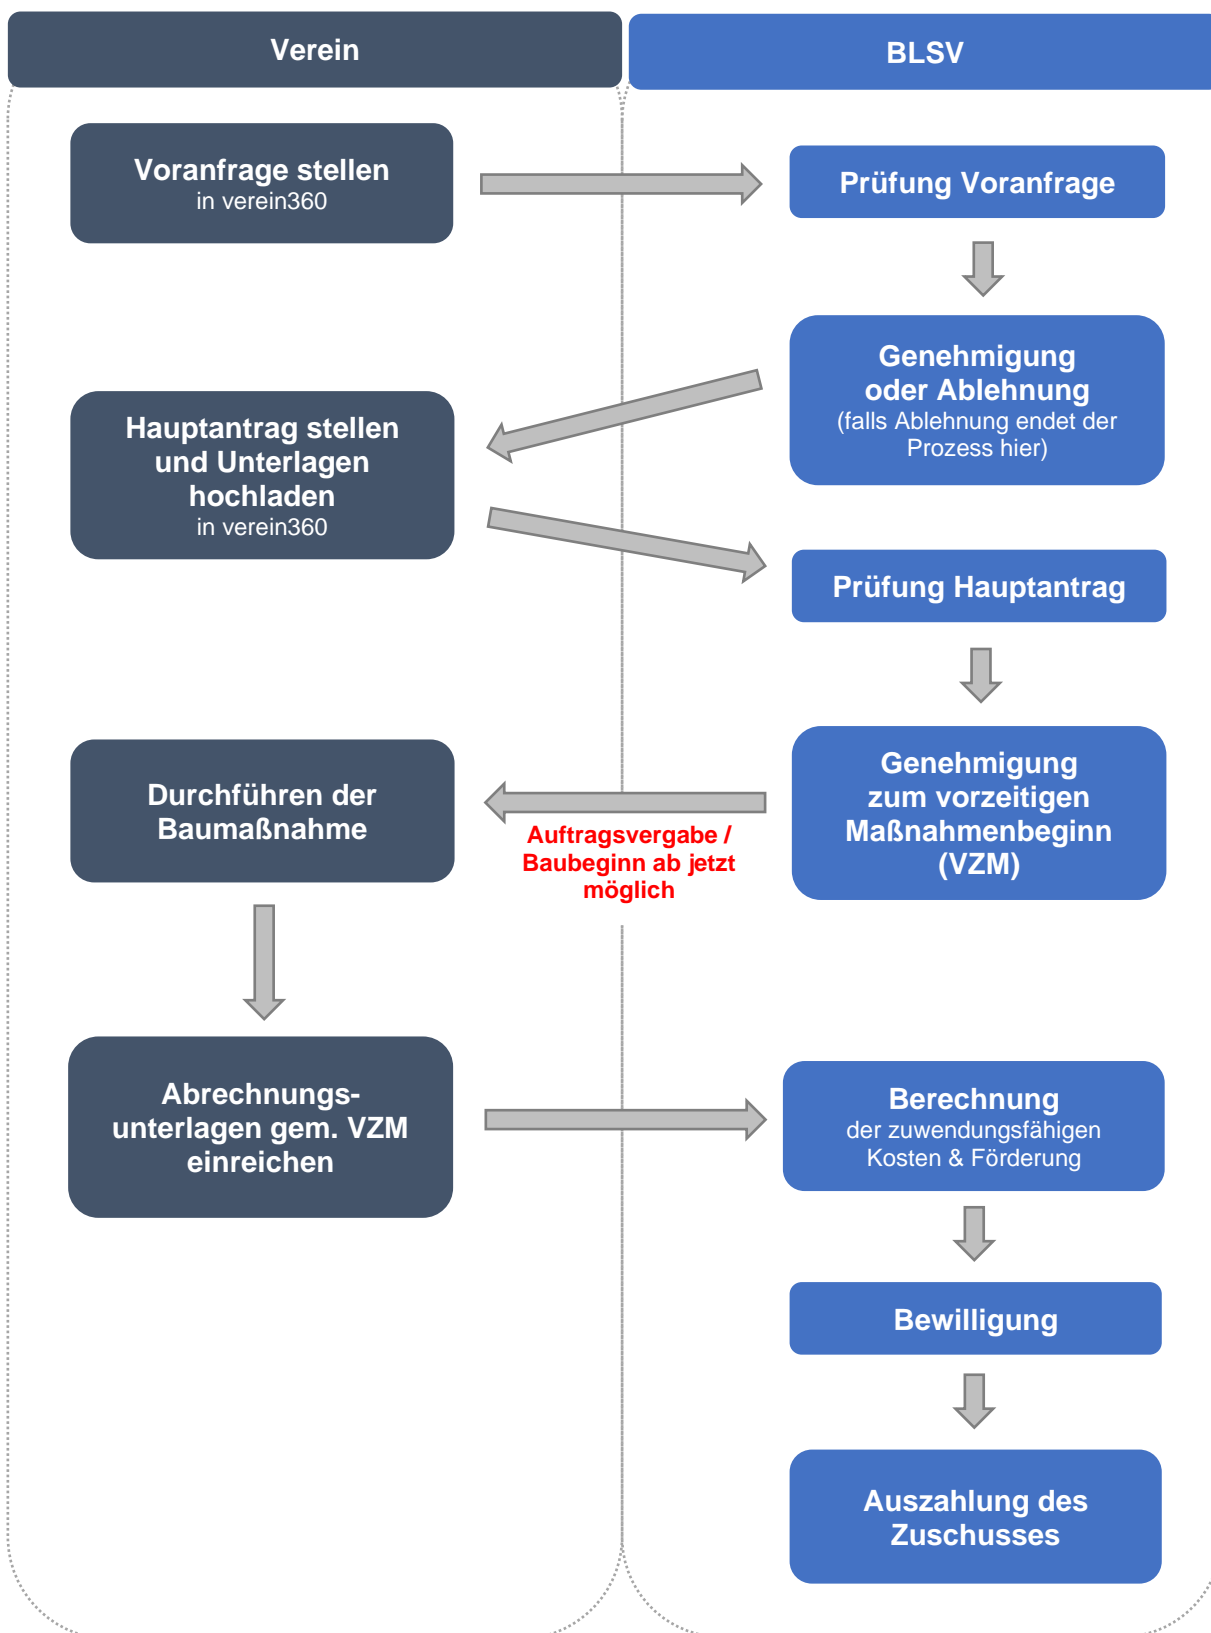 Verein
BLSV
Voranfrage stellen
in verein360
Prüfung Voranfrage
Genehmigung
oder Ablehnung
(falls Ablehnung endet der
Prozess hier)
Hauptantrag stellen
und Unterlagen
hochladen
in verein360
Prüfung Hauptantrag
Genehmigung
zum vorzeitigen
Maßnahmenbeginn
(VZM)
Auftragsvergabe /
Baubeginn ab jetzt
möglich
Durchführen der
Baumaßnahme
Abrechnungs-
unterlagen gem. VZM
einreichen
Berechnung
der zuwendungsfähigen
Kosten & Förderung
Bewilligung
Auszahlung des
Zuschusses